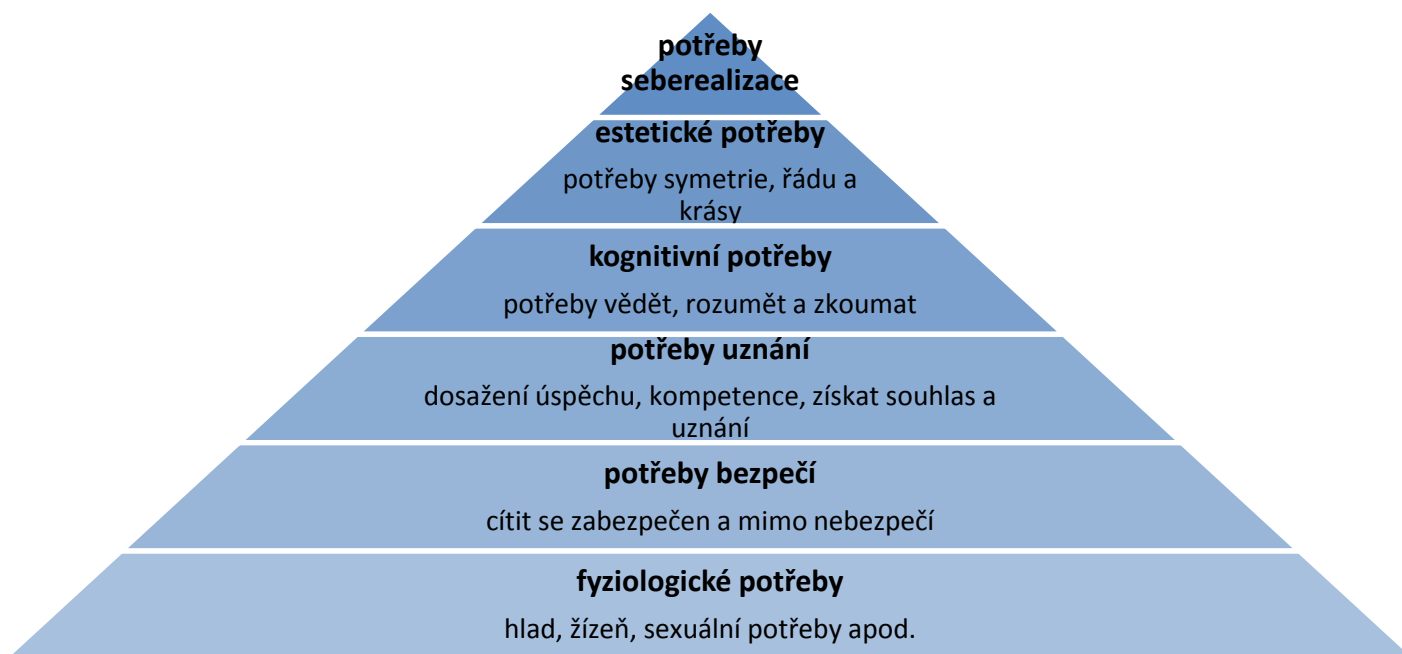 potřeby
seberealizace
estetické potřeby
potřeby symetrie, řádu a
krásy
kognitivní potřeby
potřeby vědět, rozumět a zkoumat
potřeby uznání
dosažení úspěchu, kompetence, získat souhlas a
uznání
potřeby bezpečí
cítit se zabezpečen a mimo nebezpečí
fyziologické potřeby
hlad, žízeň, sexuální potřeby apod.